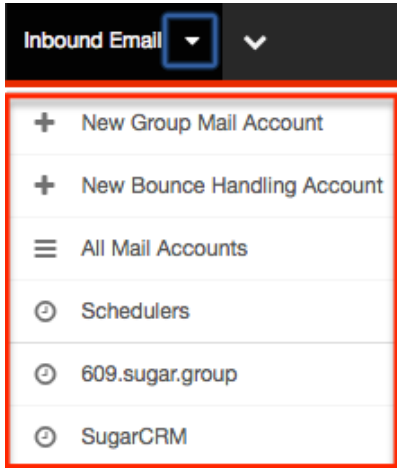 Inbound Email
New Group Mail Account
New Bounce Handling Account
All Mail Accounts
Schedulers
609.sugar.group
SugarCRM